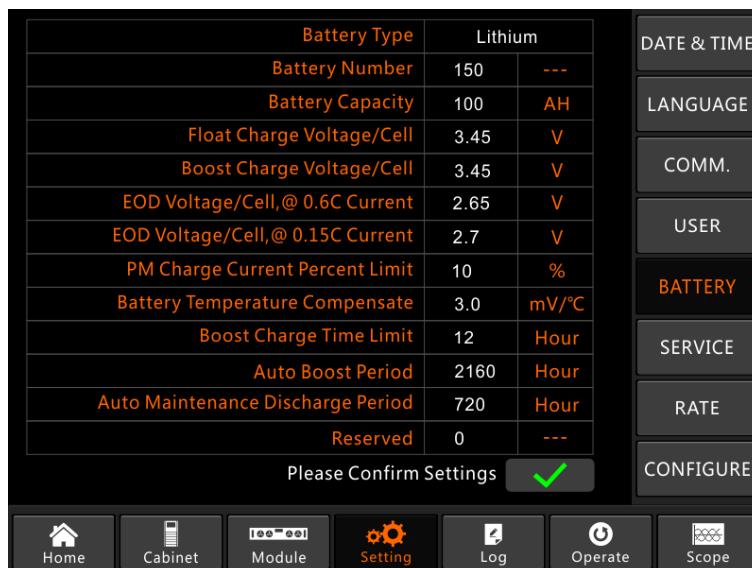 Battery Type Lithium
Battery Number 150 ---
Battery Capacity 100 AH
Float Charge Voltage/Cell 3.45 V
Boost Charge Voltage/Cell 3.45 V
EOD Voltage/Cell,@ 0.6C Current 2.65 V
EOD Voltage/Cell,@ 0.15C Current 2.7 V
PM Charge Current Percent Limit 10 %
Battery Temperature Compensate 3.0 mV/℃
Boost Charge Time Limit 12 Hour
Auto Boost Period 2160 Hour
Auto Maintenance Discharge Period 720 Hour
Reserved 0 ---
Please Confirm Settings
DATE & TIME
LANGUAGE
COMM.
USER
BATTERY
SERVICE
RATE
CONFIGURE
Home Cabinet Module Setting Log Operate Scope